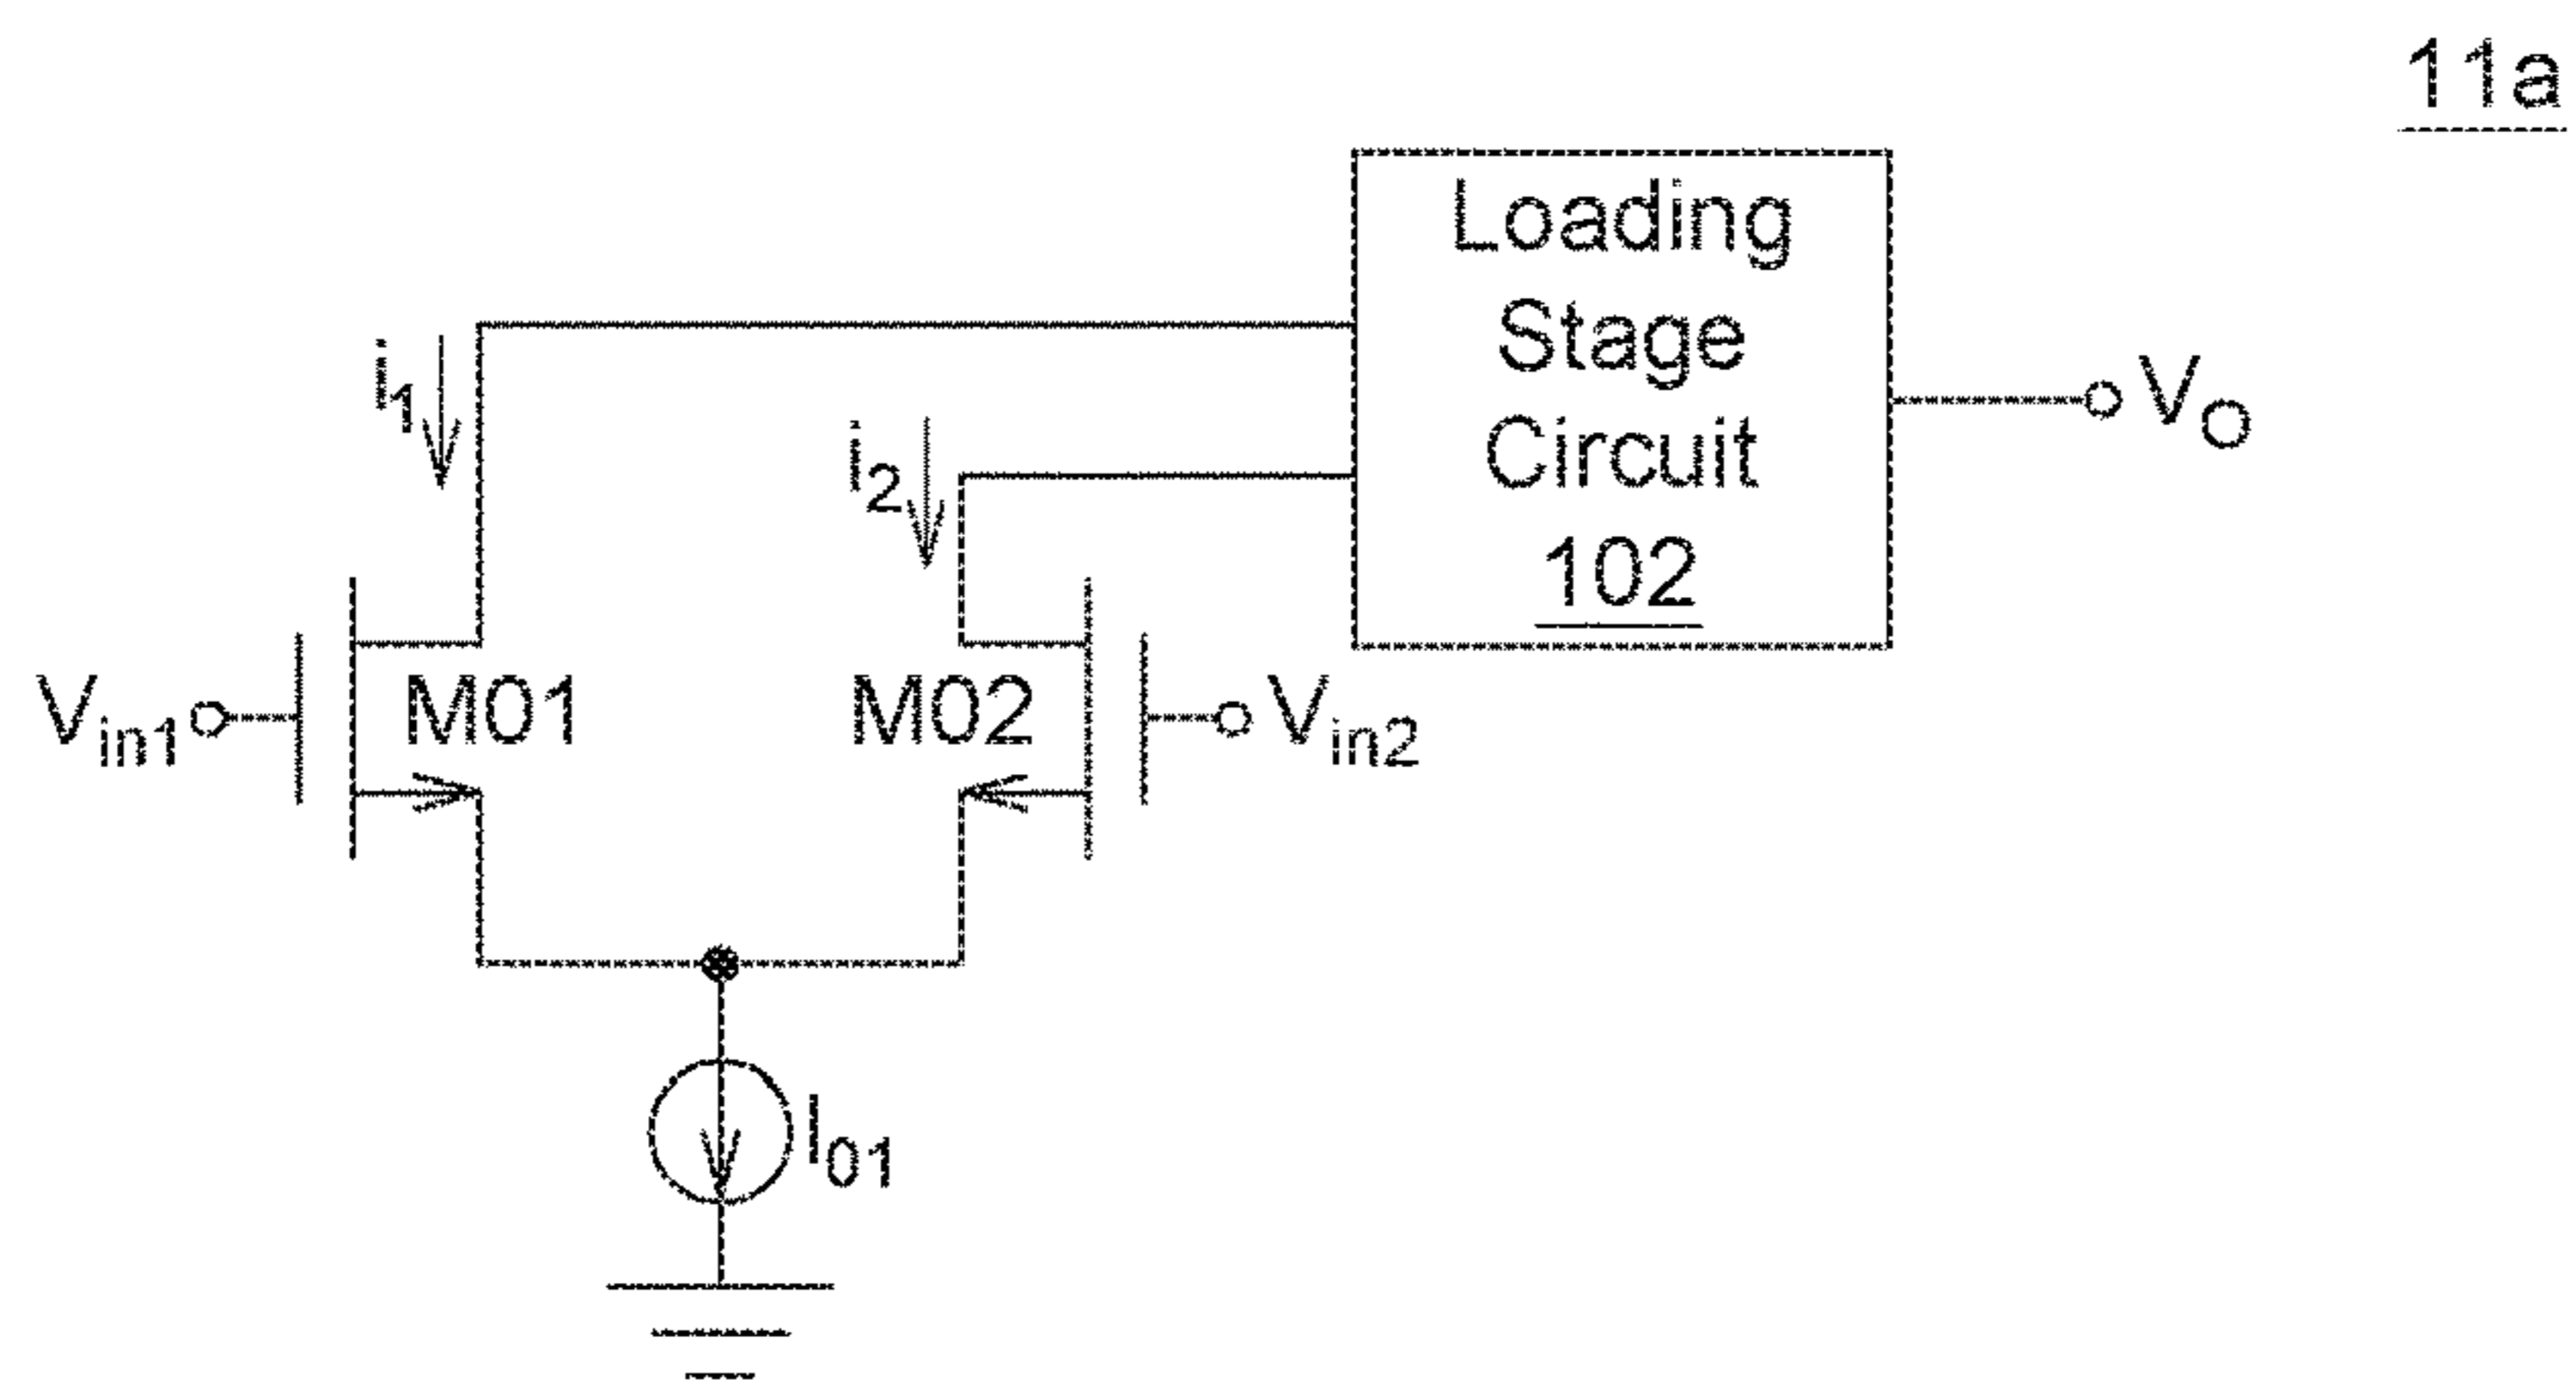 11a
Loading
Stage
Circuit
102
i1
i2
VO
Vin1
M01
M02
Vin2
I01